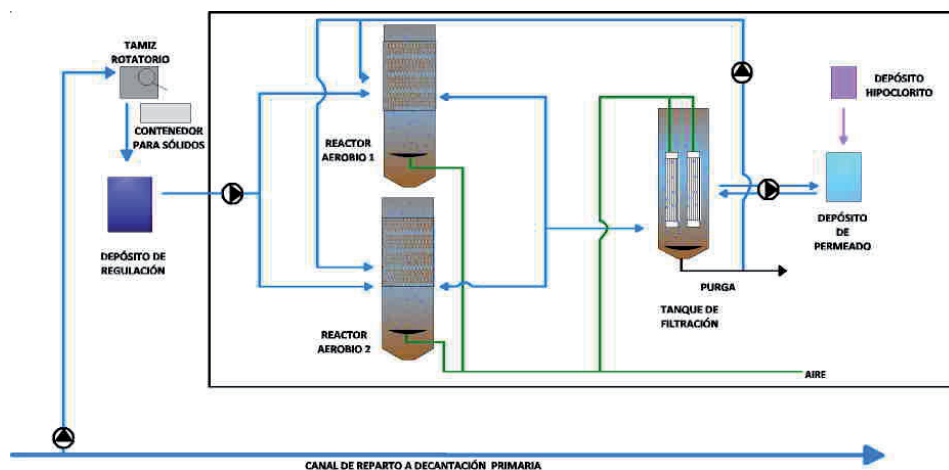 TAMIZ
ROTATORIO
CONTENEDOR
PARA SÓLIDOS
DEPÓSITO DE
REGULACIÓN
REACTOR
AEROBIO 1
REACTOR
AEROBIO 2
PURGA
TANQUE DE
FILTRACIÓN
DEPÓSITO
HIPOCLORITO
DEPÓSITO
DE
PERMEADO
AIRE
CANAL DE REPARTO A DECANTACIÓN PRIMARIA